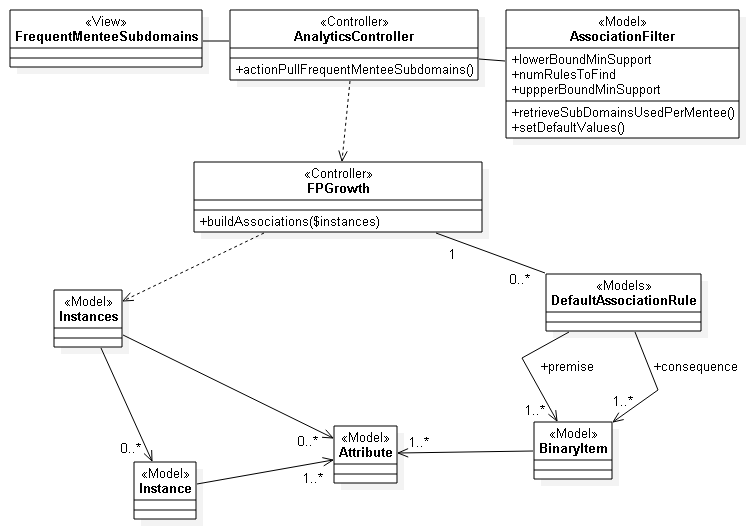 «View»
FrequentMenteeSubdomains
«Controller»
AnalyticsController
+actionPullFrequentMenteeSubdomains()
«Model»
AssociationFilter
+lowerBoundMinSupport
+numRulesToFind
+uppperBoundMinSupport
+retrieveSubDomainsUsedPerMentee()
+setDefaultValues()
«Controller»
FPGrowth
+buildAssociations($instances)
1
0..*
«Model»
Instances
«Models»
DefaultAssociationRule
+premise
+consequence
1..*
1..*
0..*
0..*
1..*
1..*
«Model»
Attribute
«Model»
BinaryItem
«Model»
Instance